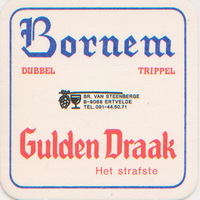 Bornem
DUBBEL TRIPPEL
BR. VAN STEENBERGE
B-9068 ERTVELDE
TEL.091-44.50.71
Gulden Draak
Het strafste